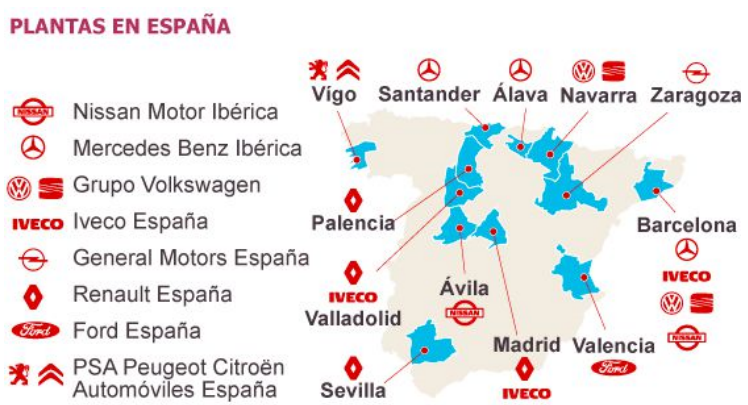 PLANTAS EN ESPAÑA
NISSAN Nissan Motor Ibérica
Mercedes Benz Ibérica
Grupo Volkswagen
IVECO Iveco España
General Motors España
Renault España
Ford Ford España
PSA Peugeot Citroën
Automóviles España
Vígo
Santander
Álava
Navarra
Zaragoza
Palencia
Barcelona
IVECO
NISSAN
IVECO
Valladolid
Ávila
NISSAN
Madrid
IVECO
Valencia
Ford
Sevilla